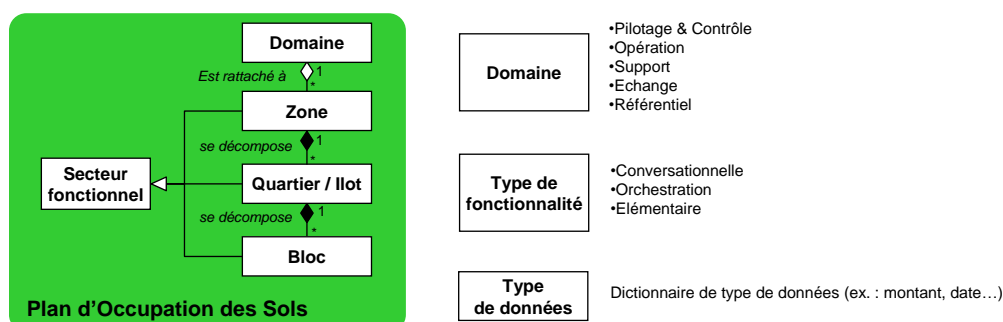 Domaine
1
Est rattaché à
*
Zone
1
se décompose
*
Secteur
fonctionnel
Quartier / Ilot
1
se décompose
*
Bloc
Plan d'Occupation des Sols
Domaine
•Pilotage & Contrôle
•Opération
•Support
•Echange
•Référentiel
Type de
fonctionnalité
•Conversationnelle
•Orchestration
•Elémentaire
Type
de données
Dictionnaire de type de données (ex. : montant, date…)